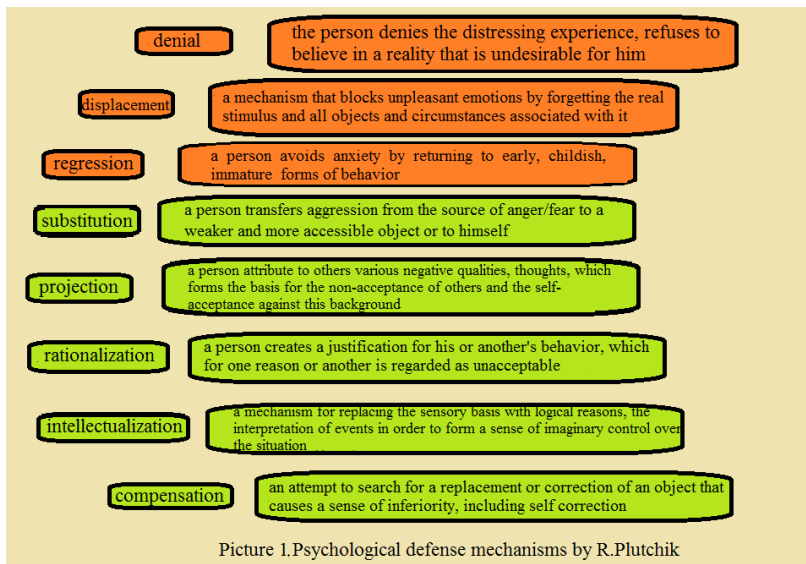 denial
the person denies the distressing experience, refuses to
believe in a reality that is undesirable for him
displacement
a mechanism that blocks unpleasant emotions by forgetting the real
stimulus and all objects and circumstances associated with it
regression
a person avoids anxiety by returning to early, childish,
immature forms of behavior
substitution
a person transfers aggression from the source of anger/fear to a
weaker and more accessible object or to himself
projection
a person attribute to others various negative qualities, thoughts, which
forms the basis for the non-acceptance of others and the self-
acceptance against this background
rationalization
a person creates a justification for his or another's behavior, which
for one reason or another is regarded as unacceptable
intellectualization
a mechanism for replacing the sensory basis with logical reasons, the
interpretation of events in order to form a sense of imaginary control over
the situation
compensation
an attempt to search for a replacement or correction of an object that
causes a sense of inferiority, including self correction
Picture 1.Psychological defense mechanisms by R.Plutchik